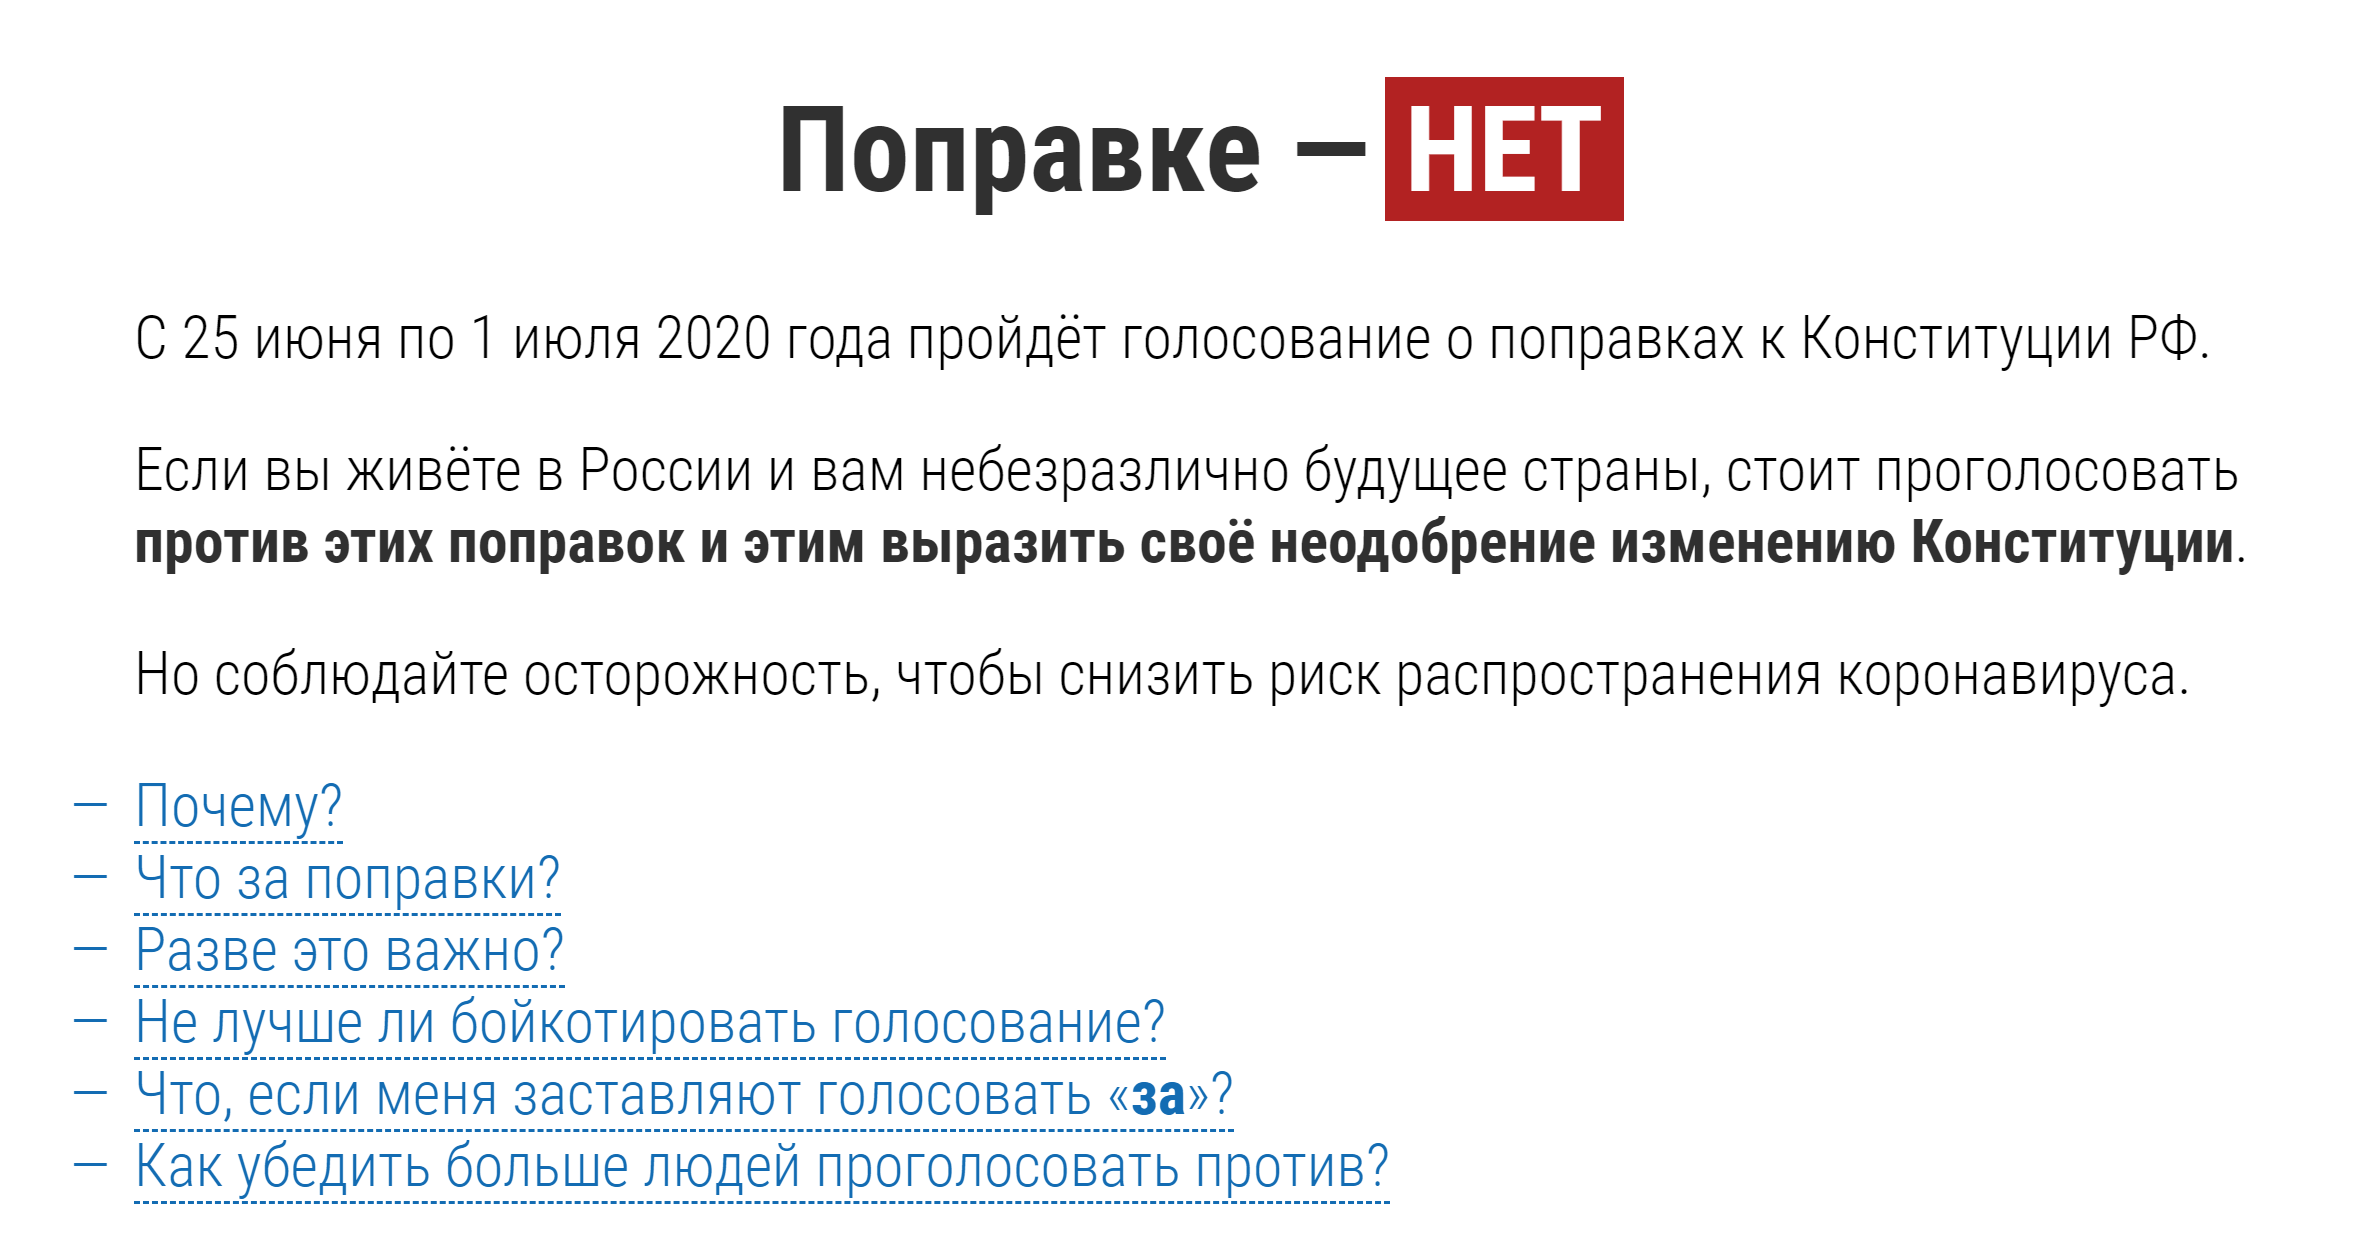 Поправке — НЕТ
С 25 июня по 1 июля 2020 года пройдёт голосование о поправках к Конституции РФ.
Если вы живёте в России и вам небезразлично будущее страны, стоит проголосовать
против этих поправок и этим выразить своё неодобрение изменению Конституции.
Но соблюдайте осторожность, чтобы снизить риск распространения коронавируса.
— Почему?
— Что за поправки?
— Разве это важно?
— Не лучше ли бойкотировать голосование?
— Что, если меня заставляют голосовать «за»?
— Как убедить больше людей проголосовать против?